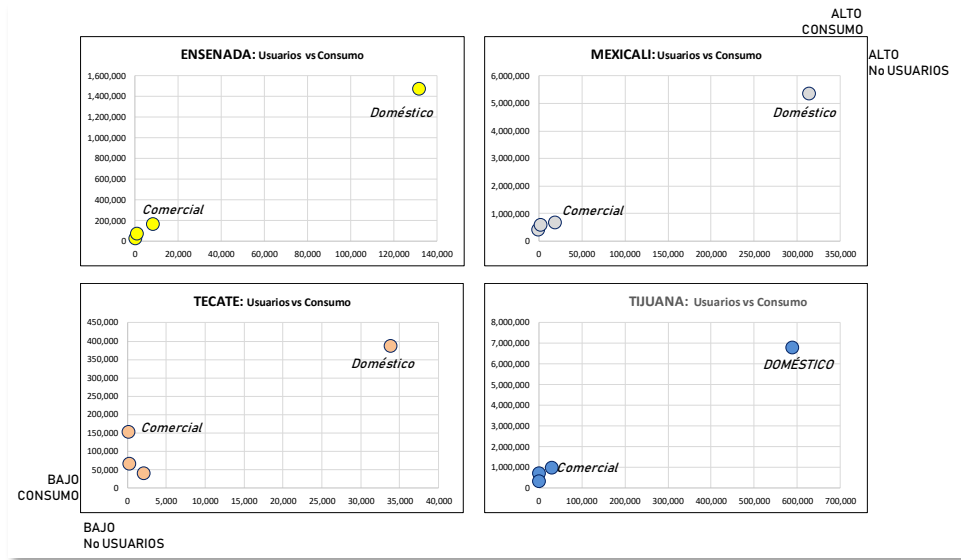 ALTO
CONSUMO
ALTO
No USUARIOS
ENSENADA: Usuarios vs Consumo
1,600,000
1,400,000
1,200,000
1,000,000
800,000
600,000
400,000
200,000
0
Doméstico
Comercial
0 20,000 40,000 60,000 80,000 100,000 120,000 140,000
MEXICALI: Usuarios vs Consumo
6,000,000
5,000,000
4,000,000
3,000,000
2,000,000
1,000,000
0
Doméstico
Comercial
0 50,000 100,000 150,000 200,000 250,000 300,000 350,000
TECATE: Usuarios vs Consumo
450,000
400,000
350,000
300,000
250,000
200,000
150,000
100,000
50,000
0
Doméstico
Comercial
0 5,000 10,000 15,000 20,000 25,000 30,000 35,000 40,000
TIJUANA: Usuarios vs Consumo
8,000,000
7,000,000
6,000,000
5,000,000
4,000,000
3,000,000
2,000,000
1,000,000
0
DOMÉSTICO
Comercial
0 100,000 200,000 300,000 400,000 500,000 600,000 700,000
BAJO
CONSUMO
BAJO
No USUARIOS